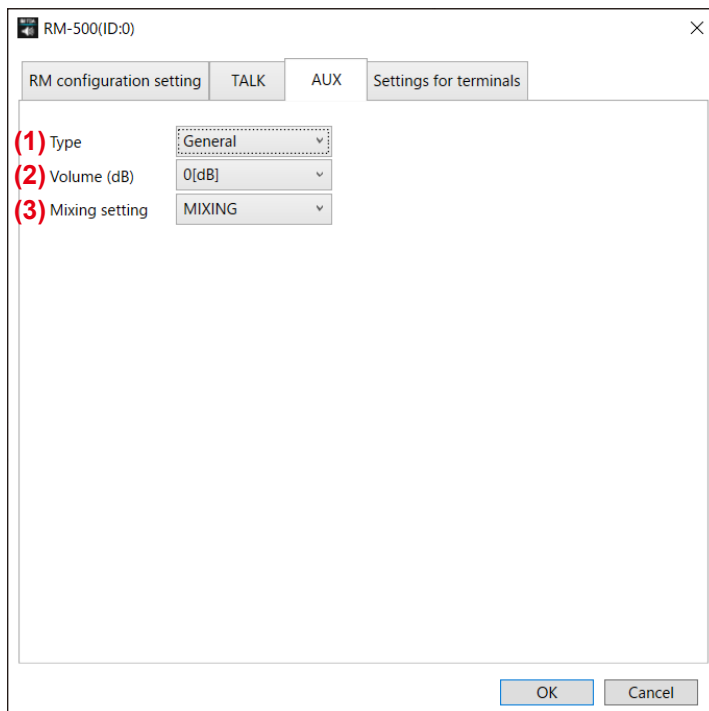 RM-500(ID:0)
RM configuration setting TALK AUX Settings for terminals
(1) Type General
(2) Volume (dB) 0[dB]
(3) Mixing setting MIXING
OK Cancel